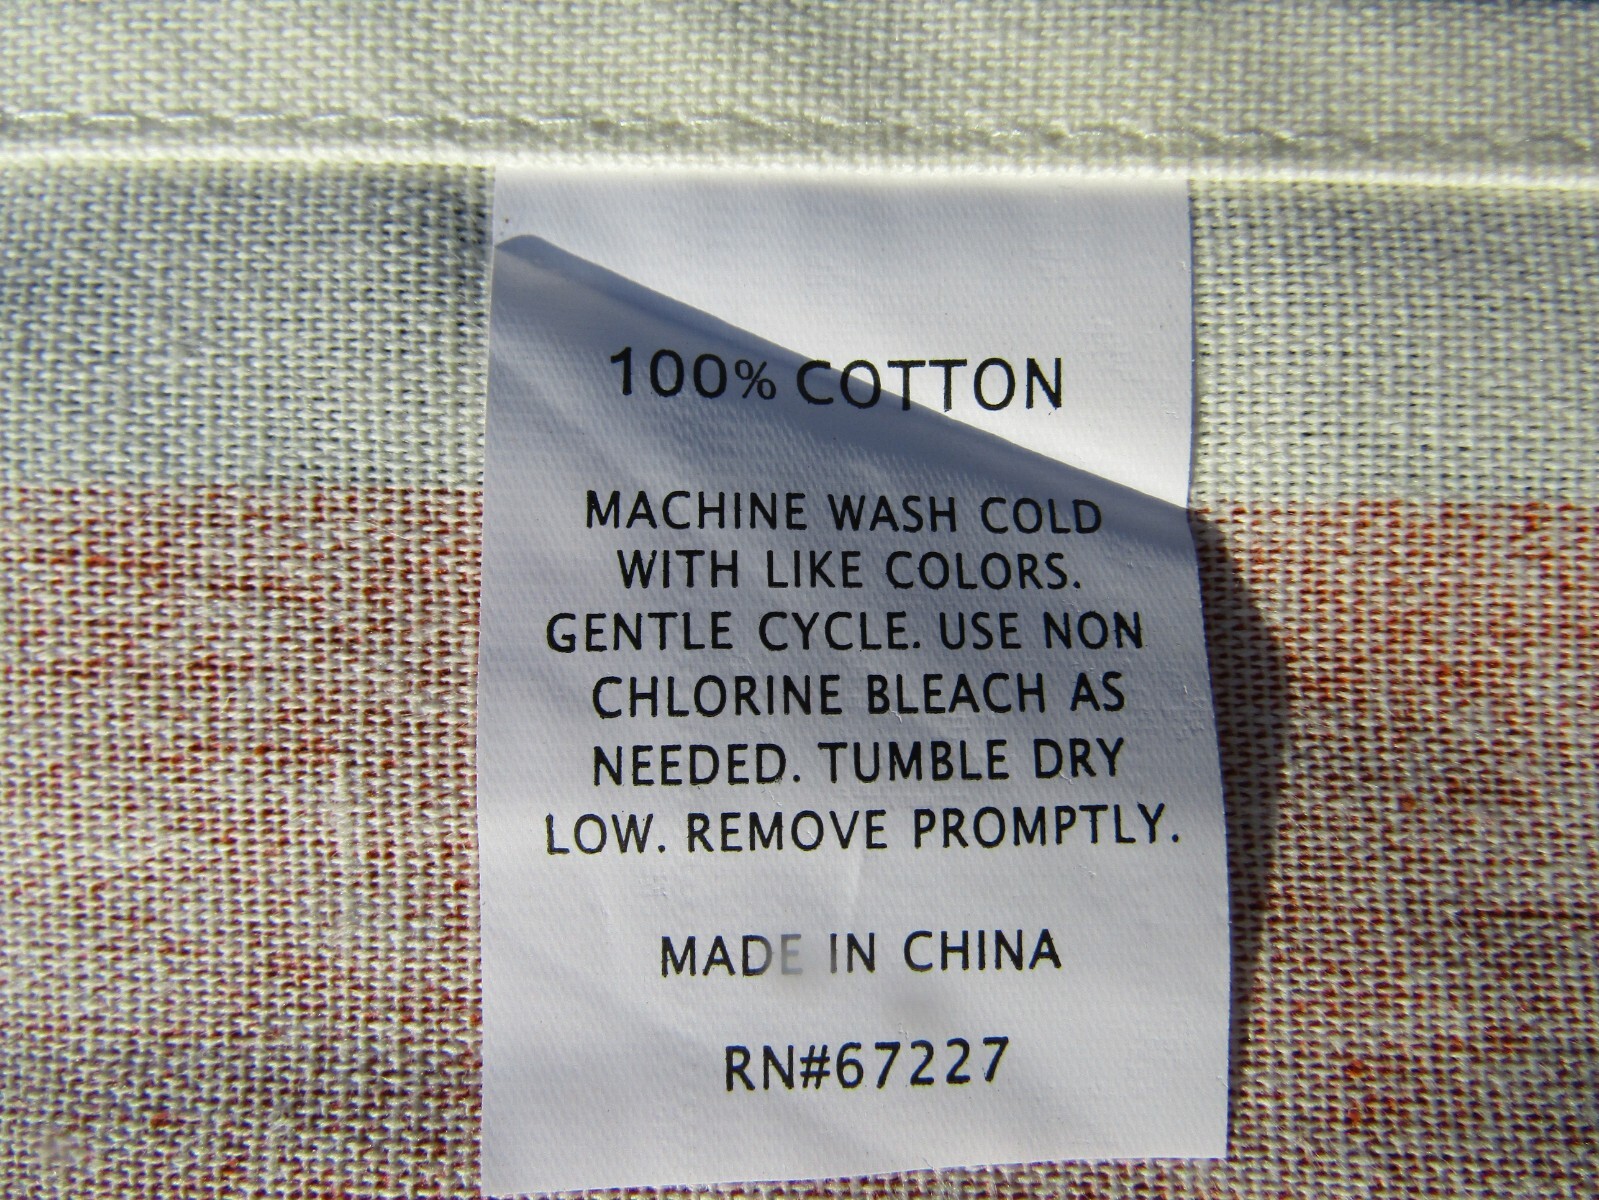 100% COTTON
MACHINE WASH COLD
WITH LIKE COLORS.
GENTLE CYCLE. USE NON
CHLORINE BLEACH AS
NEEDED. TUMBLE DRY
LOW. REMOVE PROMPTLY.
MADE IN CHINA
RN#67227